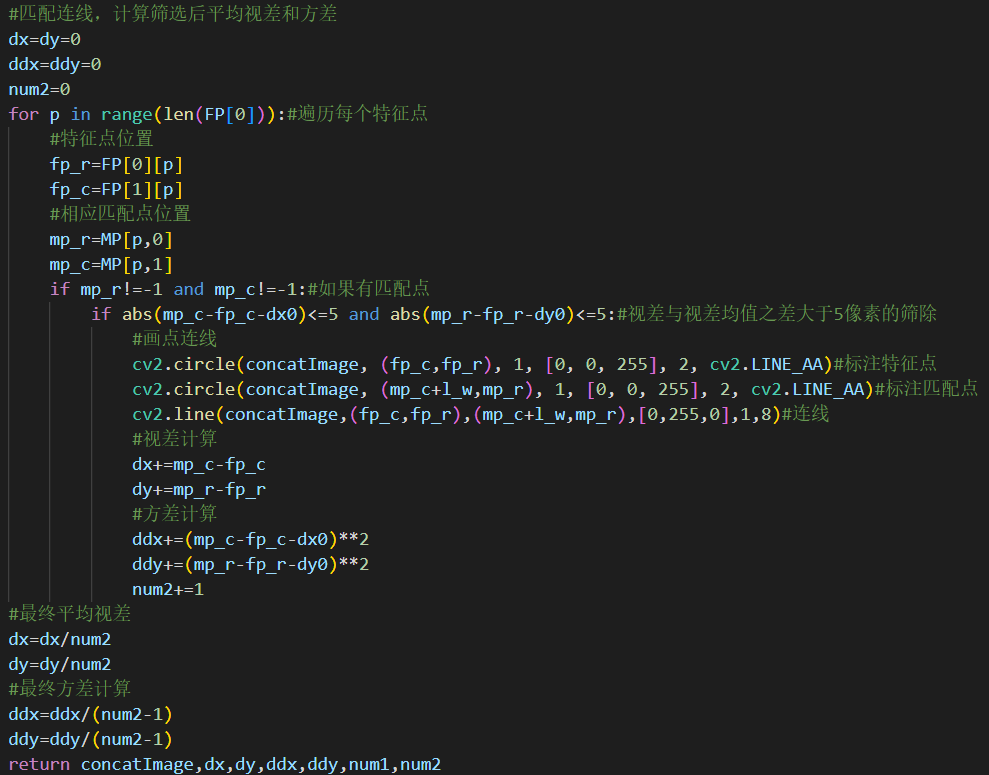 #匹配连线，计算筛选后平均视差和方差
dx=dy=0
ddx=ddy=0
num2=0
for p in range(len(FP[0])):#遍历每个特征点
    #特征点位置
    fp_r=FP[0][p]
    fp_c=FP[1][p]
    #相应匹配点位置
    mp_r=MP[p,0]
    mp_c=MP[p,1]
    if mp_r!=-1 and mp_c!=-1:#如果有匹配点
        if abs(mp_c-fp_c-dx0)<=5 and abs(mp_r-fp_r-dy0)<=5:#视差与视差均值之差大于5像素的筛除
            #画点连线
            cv2.circle(concatImage, (fp_c,fp_r), 1, [0, 0, 255], 2, cv2.LINE_AA)#标注特征点
            cv2.circle(concatImage, (mp_c+l_w,mp_r), 1, [0, 0, 255], 2, cv2.LINE_AA)#标注匹配点
            cv2.line(concatImage,(fp_c,fp_r),(mp_c+l_w,mp_r),[0,255,0],1,8)#连线
            #视差计算
            dx+=mp_c-fp_c
            dy+=mp_r-fp_r
            #方差计算
            ddx+=(mp_c-fp_c-dx0)**2
            ddy+=(mp_r-fp_r-dy0)**2
            num2+=1
#最终平均视差
dx=dx/num2
dy=dy/num2
#最终方差计算
ddx=ddx/(num2-1)
ddy=ddy/(num2-1)
return concatImage,dx,dy,ddx,ddy,num1,num2